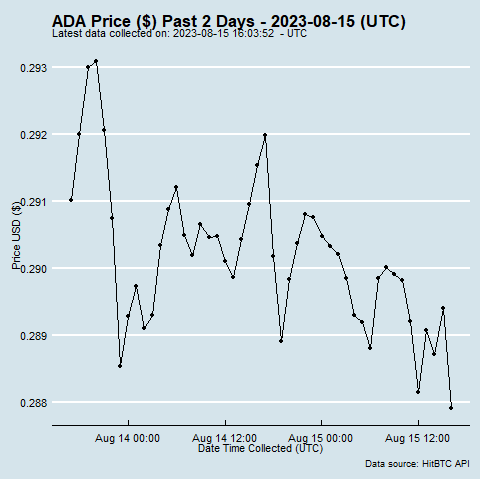 ADA Price ($) Past 2 Days - 2023-08-15 (UTC)
Latest data collected on: 2023-08-15 16:03:52  - UTC
0.293
0.292
0.291
0.290
0.289
0.288
Price USD ($)
Aug 14 00:00
Aug 14 12:00
Aug 15 00:00
Aug 15 12:00
Date Time Collected (UTC)
Data source: HitBTC API